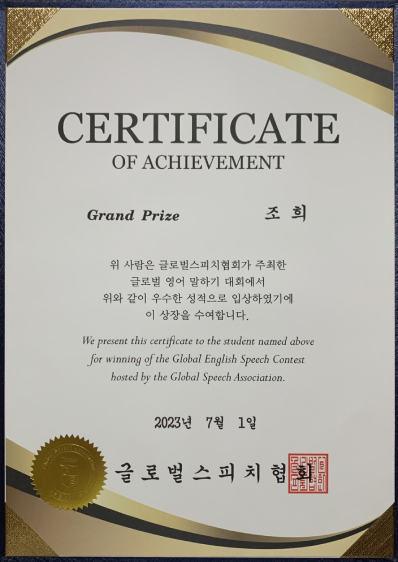 CERTIFICATE
OF ACHIEVEMENT
Grand Prize 조 희
위 사람은 글로벌스피치협회가 주최한
글로벌 영어 말하기 대회에서
위와 같이 우수한 성적으로 입상하였기에
이 상장을 수여합니다.
We present this certificate to the student named above
for winning of the Global English Speech Contest
hosted by the Global Speech Association.
2023년 7월 1일
글로벌스피치협회